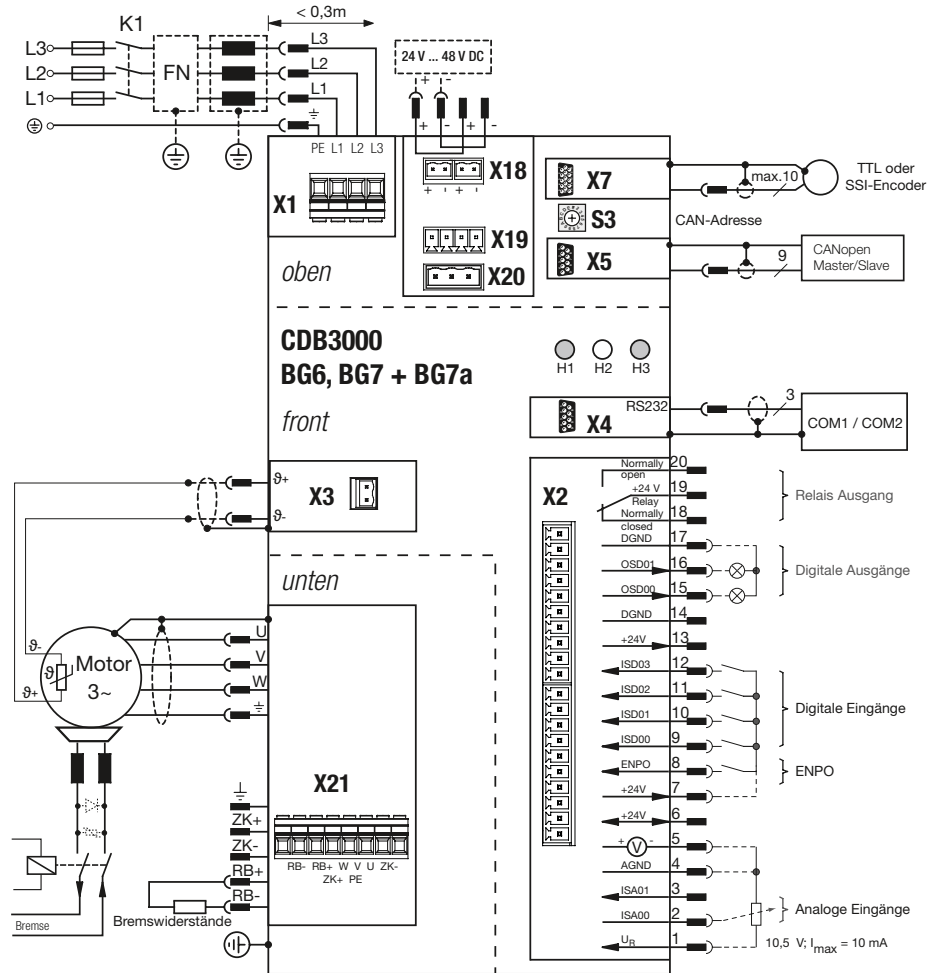 < 0,3m
K1
L3
L2
L1
FN
L3
L2
L1
PE L1 L2 L3
X1
24 V ... 48 V DC
+ -
+ - + -
X18
+ - + -
X19
X20
X7
S3
X5
max.10
TTL oder
SSI-Encoder
CAN-Adresse
9
CANopen
Master/Slave
oben
CDB3000
BG6, BG7 + BG7a
front
H1 H2 H3
X4
RS232
3
COM1 / COM2
ϑ+
ϑ-
X3
X2
Normally
open
20
+24 V
19
Relay
Normally
closed
18
Relais Ausgang
DGND 17
OSD01 16
OSD00 15
Digitale Ausgänge
DGND 14
+24V 13
ISD03 12
ISD02 11
ISD01 10
ISD00 9
Digitale Eingänge
ENPO 8
ENPO
+24V 7
+24V 6
+ V - 5
AGND 4
ISA01 3
ISA00 2
Analoge Eingänge
UR 1
10,5 V; Imax = 10 mA
unten
U
V
W
Motor
3~
ϑ-
ϑ
ϑ+
X21
ZK+
ZK-
RB+
RB-
RB- RB+ W V U ZK-
ZK+ PE
Bremswiderstände
Bremse